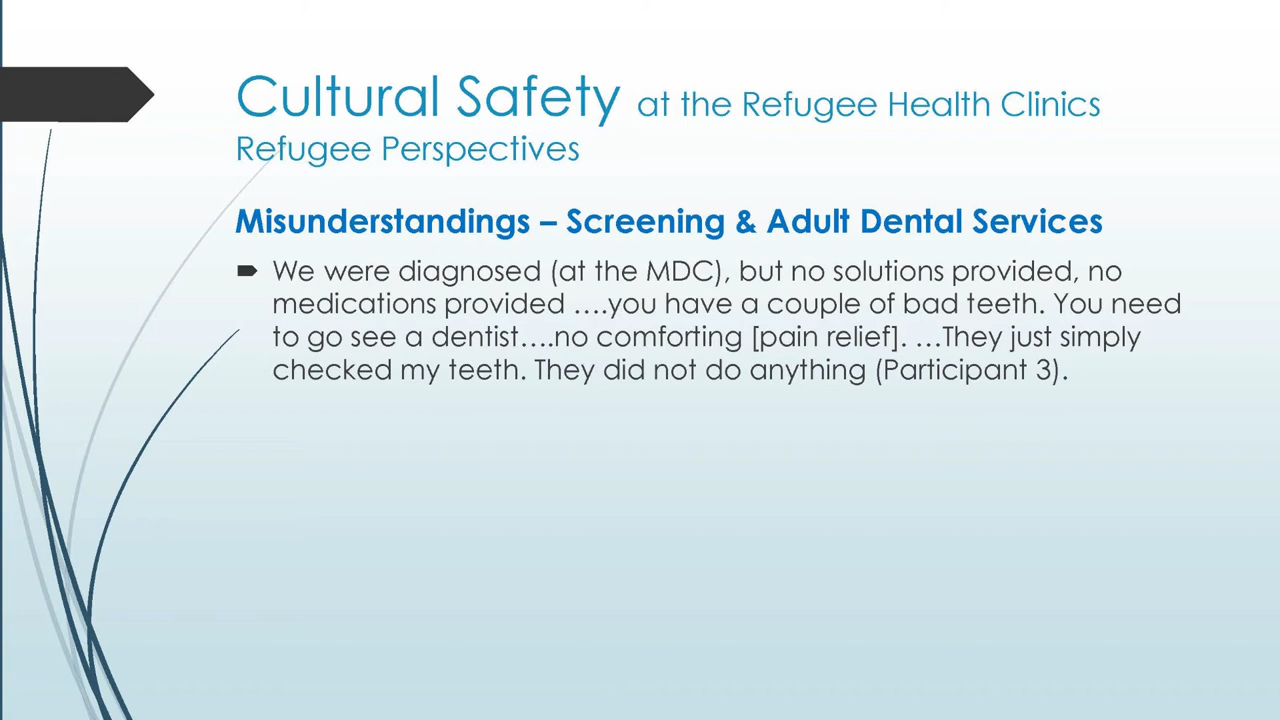 Cultural Safety at the Refugee Health Clinics
Refugee Perspectives
Misunderstandings – Screening & Adult Dental Services
We were diagnosed (at the MDC), but no solutions provided, no
medications provided ….you have a couple of bad teeth. You need
to go see a dentist….no comforting [pain relief]. …They just simply
checked my teeth. They did not do anything (Participant 3).